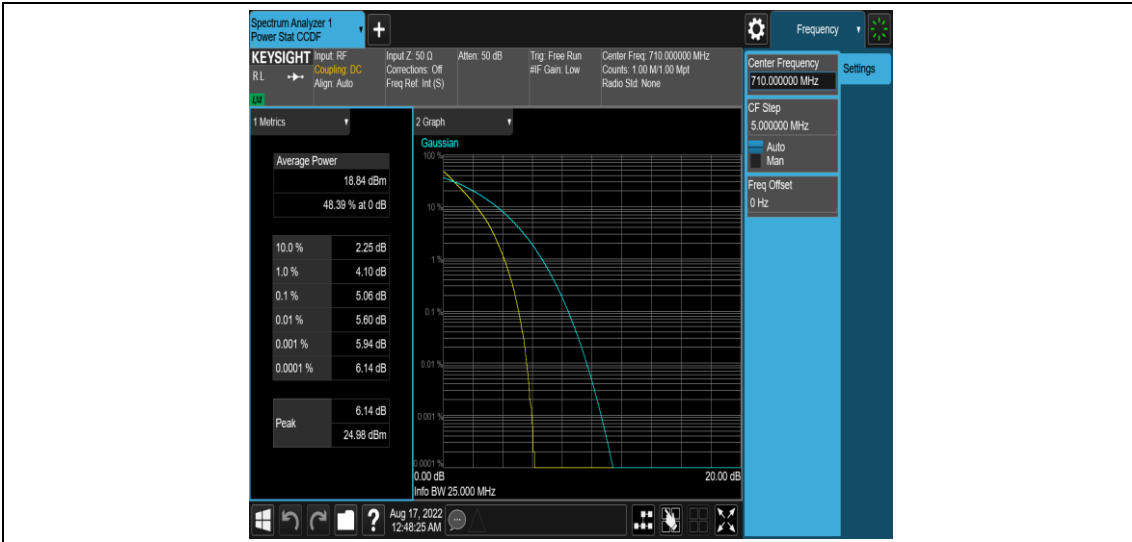 Spectrum Analyzer 1
Power Stat CCDF
+
Frequency
KEYSIGHT
R L
LXI
Input: RF
Coupling: DC
Align: Auto
Input Z: 50 Ω
Corrections: Off
Freq Ref: Int (S)
Atten: 50 dB
Trig: Free Run
#IF Gain: Low
Center Freq: 710.000000 MHz
Counts: 1.00 M/1.00 Mpt
Radio Std: None
Center Frequency
710.000000 MHz
Settings
CF Step
5.000000 MHz
Auto
Man
Freq Offset
0 Hz
1 Metrics
Average Power
18.84 dBm
48.39 % at 0 dB
10.0 % 2.25 dB
1.0 % 4.10 dB
0.1 % 5.06 dB
0.01 % 5.60 dB
0.001 % 5.94 dB
0.0001 % 6.14 dB
Peak
6.14 dB
24.98 dBm
2 Graph
Gaussian
100 %
10 %
1 %
0.1 %
0.01 %
0.001 %
0.0001 %
0.00 dB 20.00 dB
Info BW 25.000 MHz
?
Aug 17, 2022
12:48:25 AM